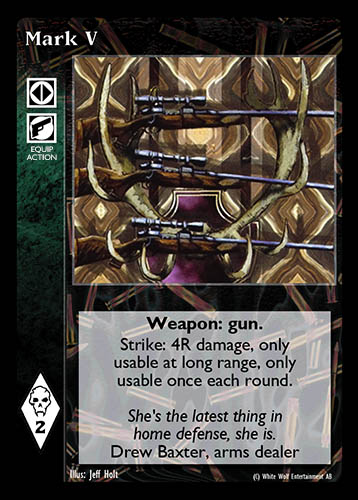 Mark V
EQUIP
ACTION
Weapon: gun.
Strike: 4R damage, only
usable at long range, only
usable once each round.
She's the latest thing in
home defense, she is.
Drew Baxter, arms dealer
2
Illus: Jeff Holt
(C) White Wolf Entertainment AB